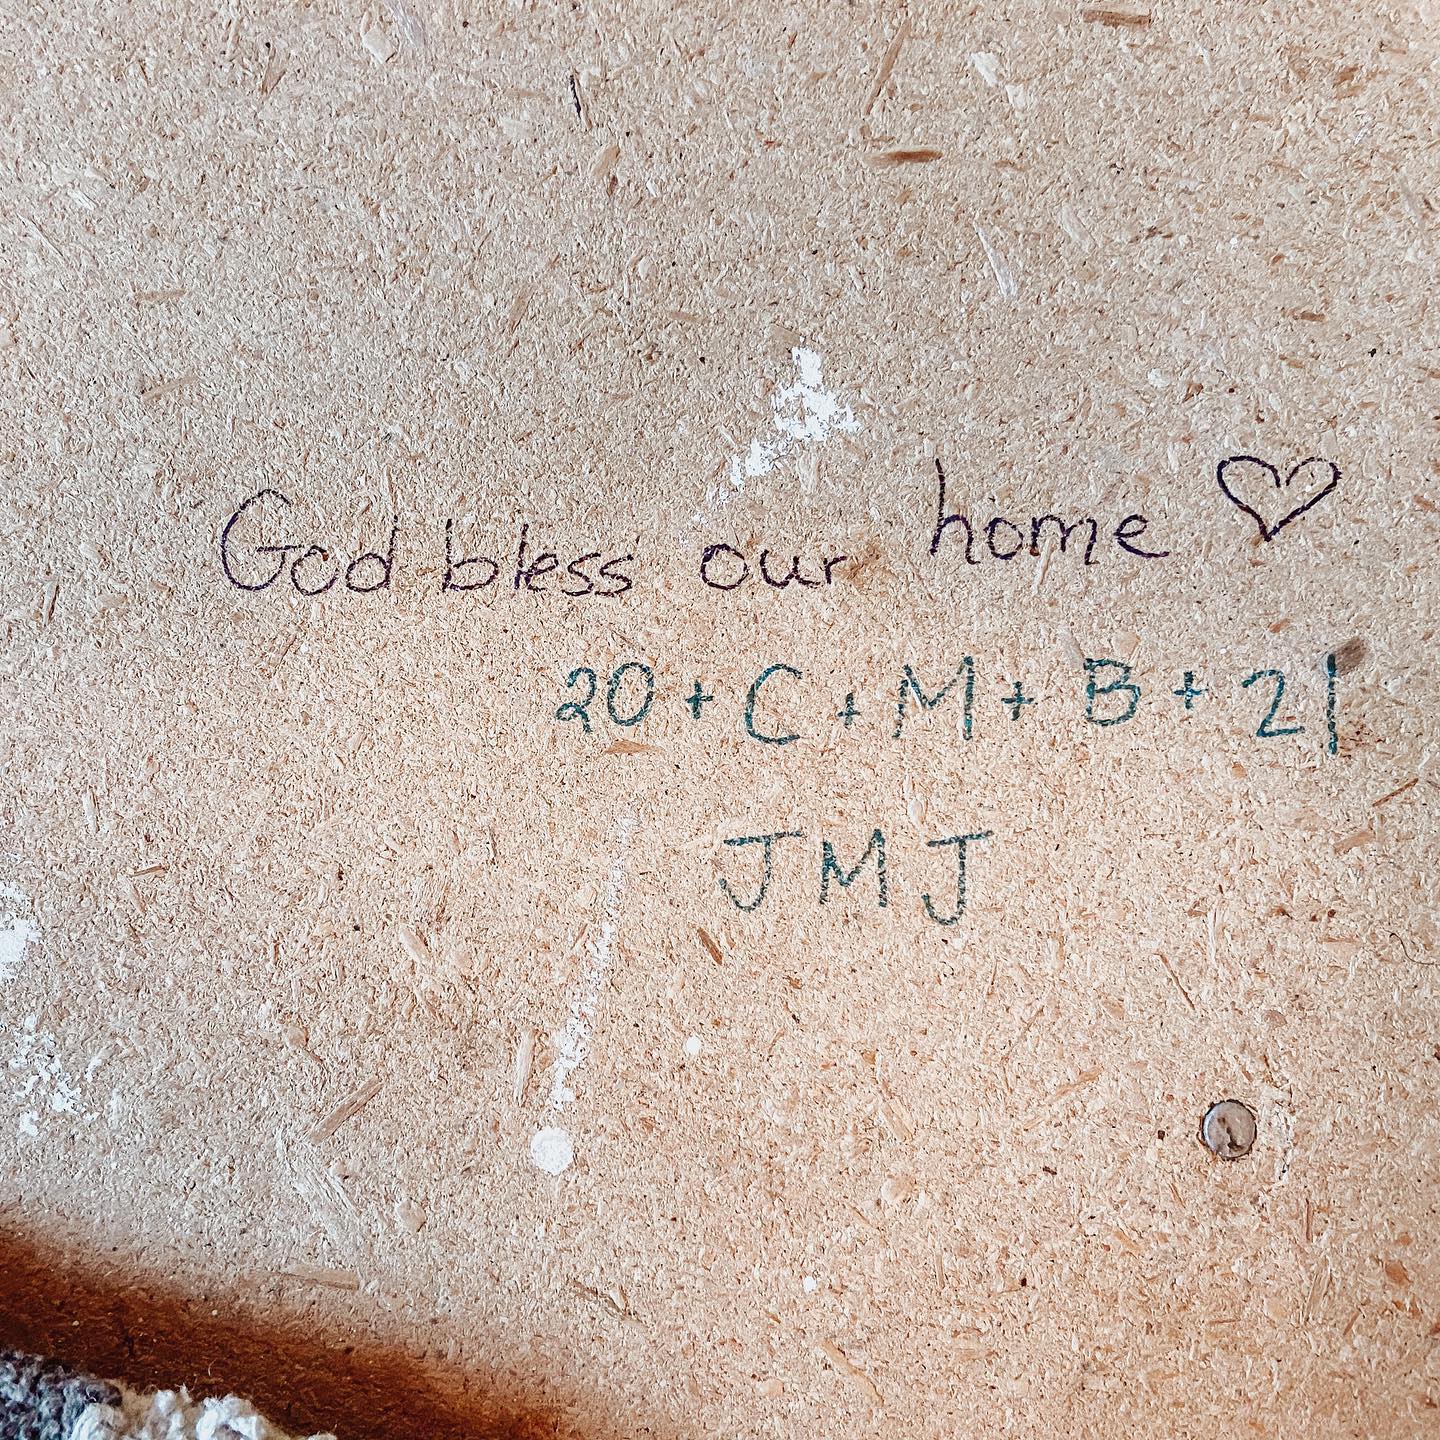 God bless our home ♡
20+C+M+B+21
JMJ